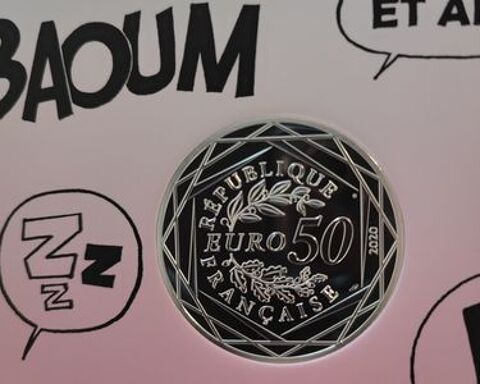 BAOUM
ET A
RÉPUBLIQUE
EURO 50
FRANÇAISE
2020
Z
Z
Z